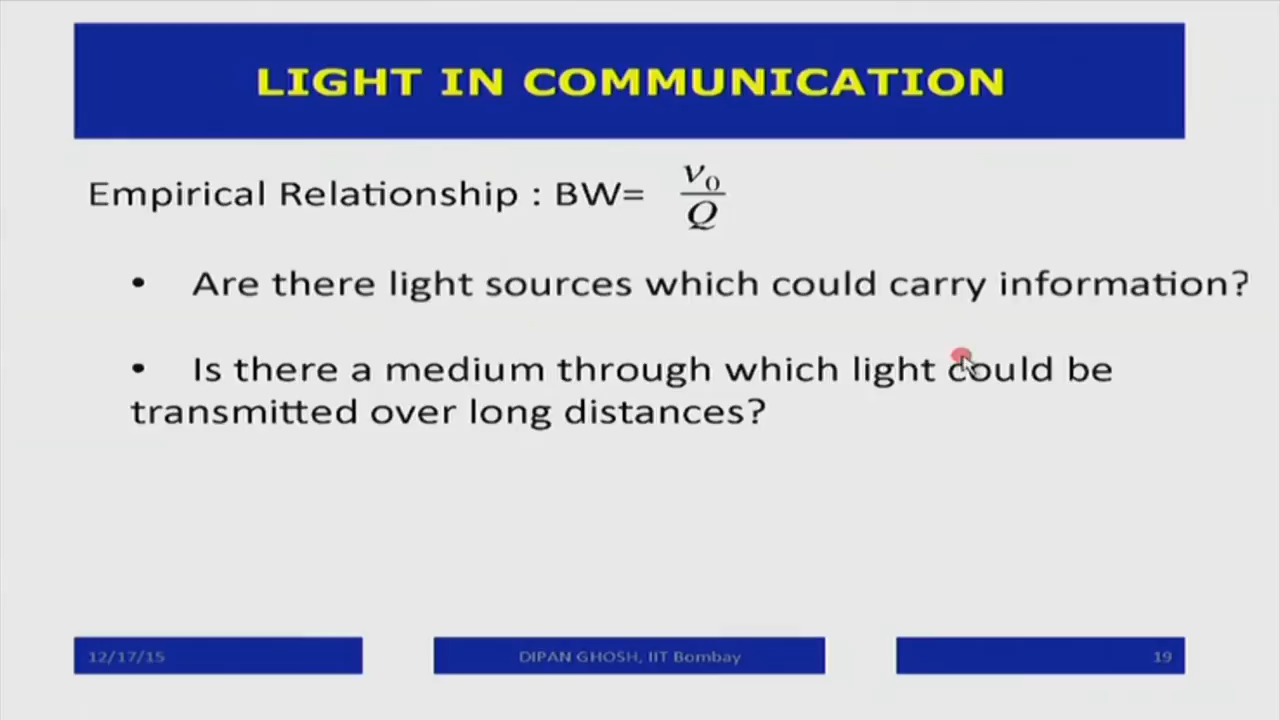 LIGHT IN COMMUNICATION
Empirical Relationship : BW= ν₀/Q
• Are there light sources which could carry information?
• Is there a medium through which light could be
transmitted over long distances?
12/17/15 DIPAN GHOSH, IIT Bombay 19